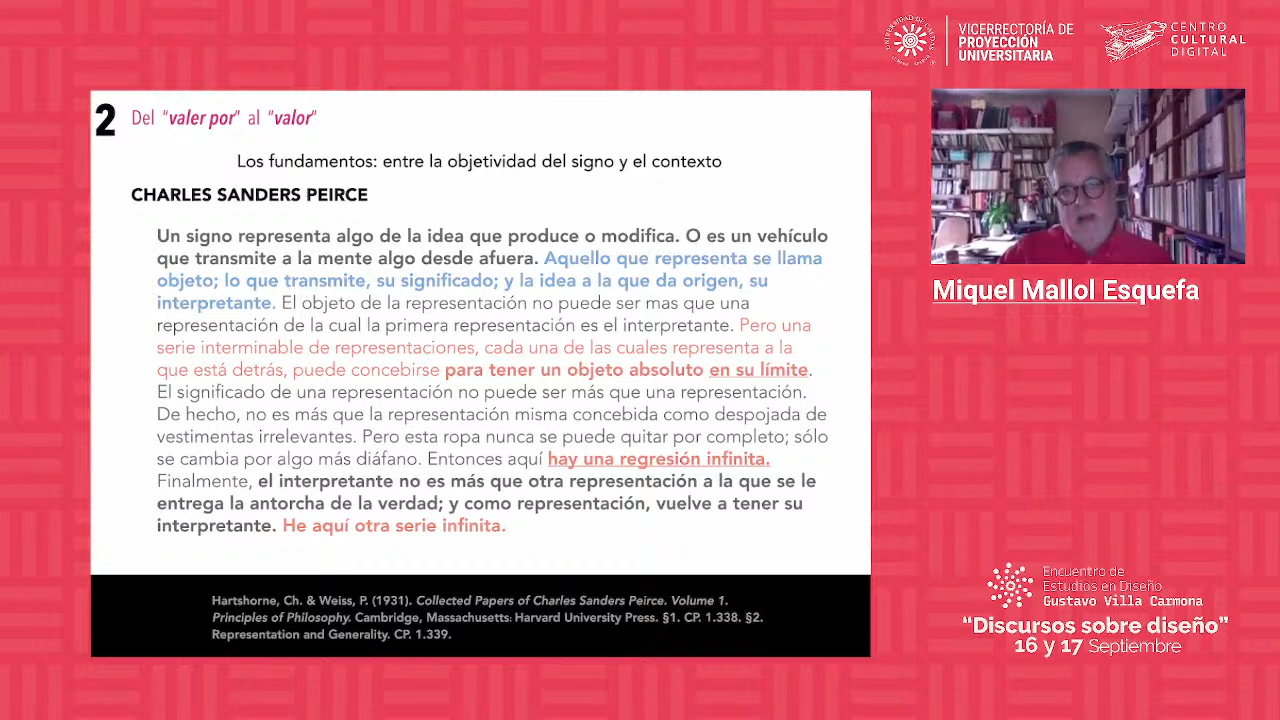 VICERRECTORÍA DE
PROYECCIÓN
UNIVERSITARIA
CENTRO
CULTURAL
DIGITAL
2 Del “valer por” al “valor”
Los fundamentos: entre la objetividad del signo y el contexto
CHARLES SANDERS PEIRCE
Un signo representa algo de la idea que produce o modifica. O es un vehículo
que transmite a la mente algo desde afuera. Aquello que representa se llama
objeto; lo que transmite, su significado; y la idea a la que da origen, su
interpretante. El objeto de la representación no puede ser mas que una
representación de la cual la primera representación es el interpretante. Pero una
serie interminable de representaciones, cada una de las cuales representa a la
que está detrás, puede concebirse para tener un objeto absoluto en su límite.
El significado de una representación no puede ser más que una representación.
De hecho, no es más que la representación misma concebida como despojada de
vestimentas irrelevantes. Pero esta ropa nunca se puede quitar por completo; sólo
se cambia por algo más diáfano. Entonces aquí hay una regresión infinita.
Finalmente, el interpretante no es más que otra representación a la que se le
entrega la antorcha de la verdad; y como representación, vuelve a tener su
interpretante. He aquí otra serie infinita.
Hartshorne, Ch. & Weiss, P. (1931). Collected Papers of Charles Sanders Peirce. Volume 1.
Principles of Philosophy. Cambridge, Massachusetts: Harvard University Press. §1. CP. 1.338. §2.
Representation and Generality. CP. 1.339.
Miquel Mallol Esquefa
Encuentro de
Estudios en Diseño
Gustavo Villa Carmona
“Discursos sobre diseño”
16 y 17 Septiembre